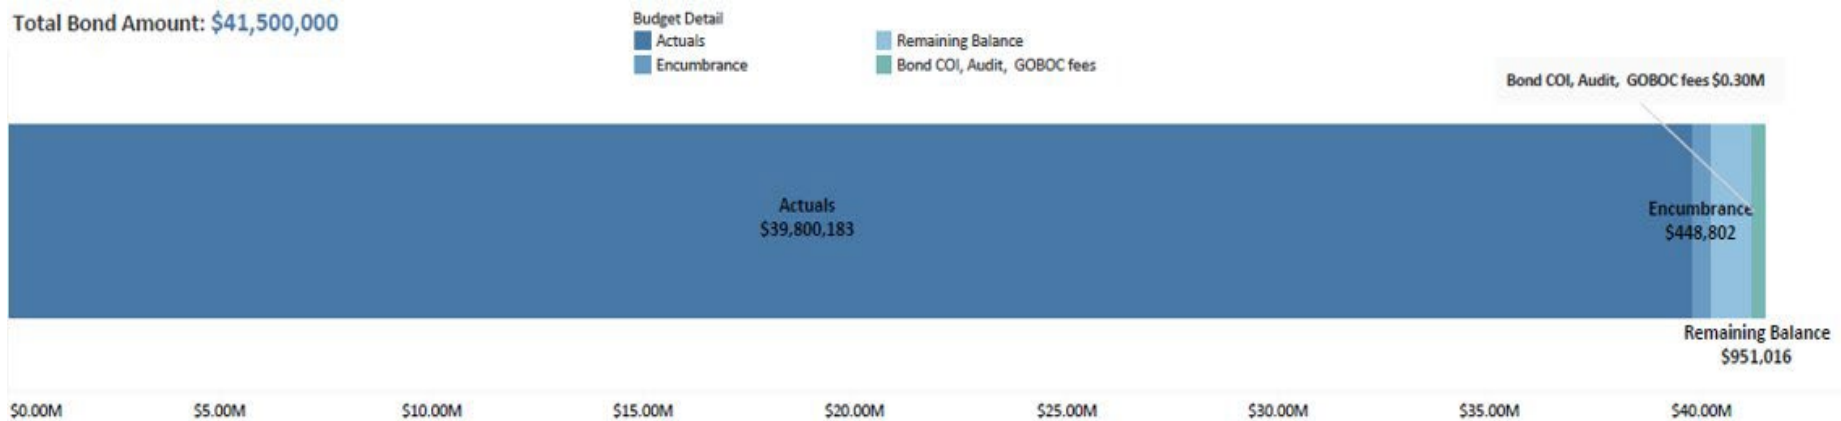 Total Bond Amount: $41,500,000
Budget Detail
Actuals
Remaining Balance
Encumbrance
Bond COI, Audit, GOBOC fees
Bond COI, Audit, GOBOC fees $0.30M
Actuals
$39,800,183
Encumbrance
$448,802
Remaining Balance
$951,016
$0.00M $5.00M $10.00M $15.00M $20.00M $25.00M $30.00M $35.00M $40.00M